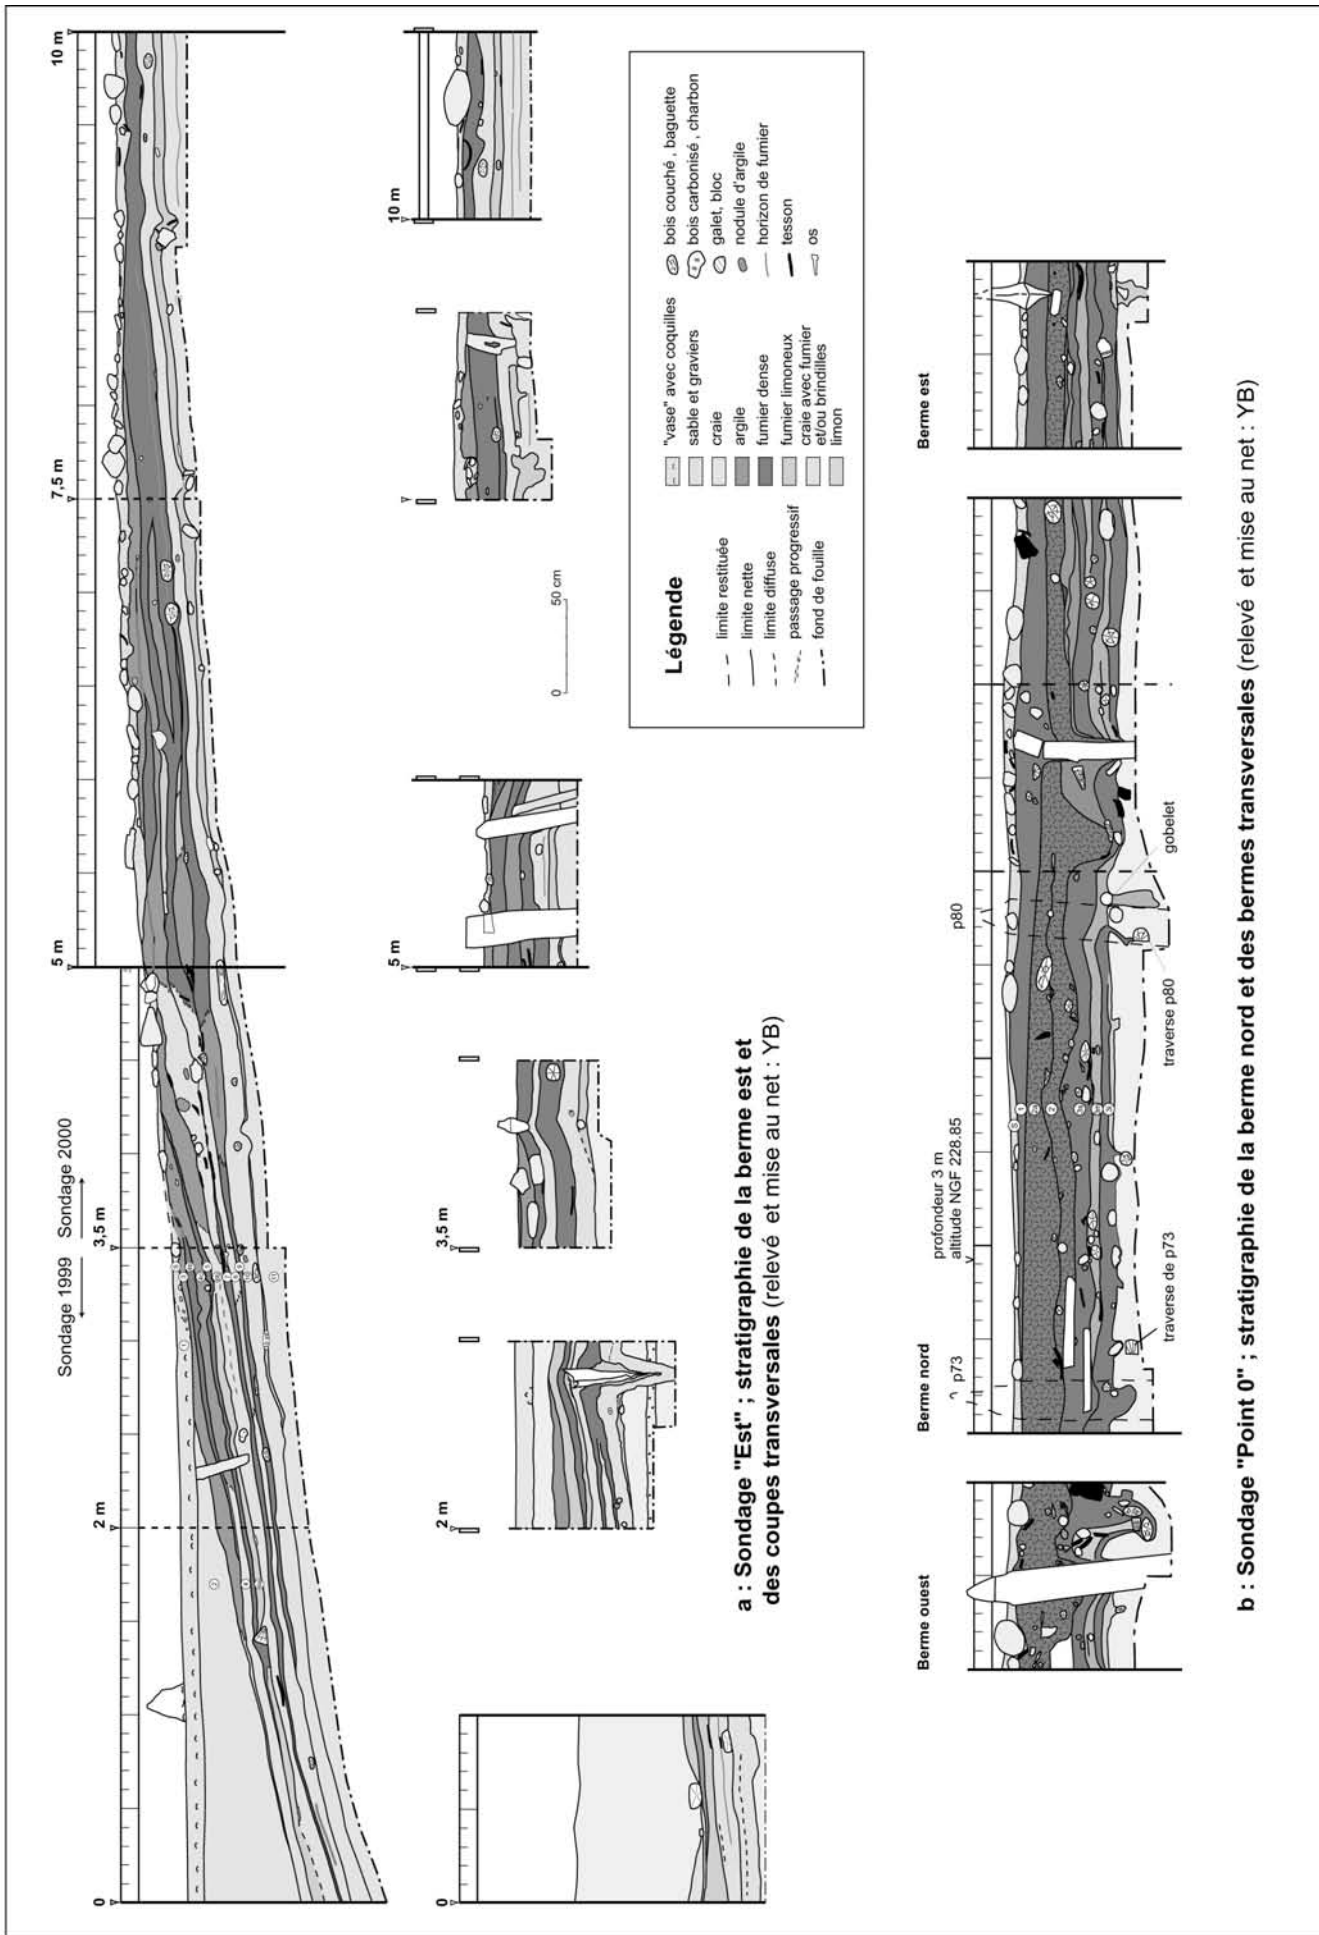 Sondage 1999
Sondage 2000
0
2 m
3,5 m
5 m
7,5 m
10 m
0
2 m
3,5 m
5 m
10 m
0
50 cm
a : Sondage "Est" ; stratigraphie de la berme est et
des coupes transversales (relevé et mise au net : YB)
Légende
limite restituée
limite nette
limite diffuse
passage progressif
fond de fouille
"vase" avec coquilles
sable et graviers
craie
argile
fumier dense
fumier limoneux
craie avec fumier
et/ou brindilles
limon
bois couché , baguette
bois carbonisé , charbon
galet, bloc
nodule d'argile
horizon de fumier
tesson
os
Berme ouest
Berme nord
Berme est
p73
profondeur 3 m
altitude NGF 228.85
p80
traverse de p73
traverse p80
gobelet
b : Sondage "Point 0" ; stratigraphie de la berme nord et des bermes transversales (relevé et mise au net : YB)